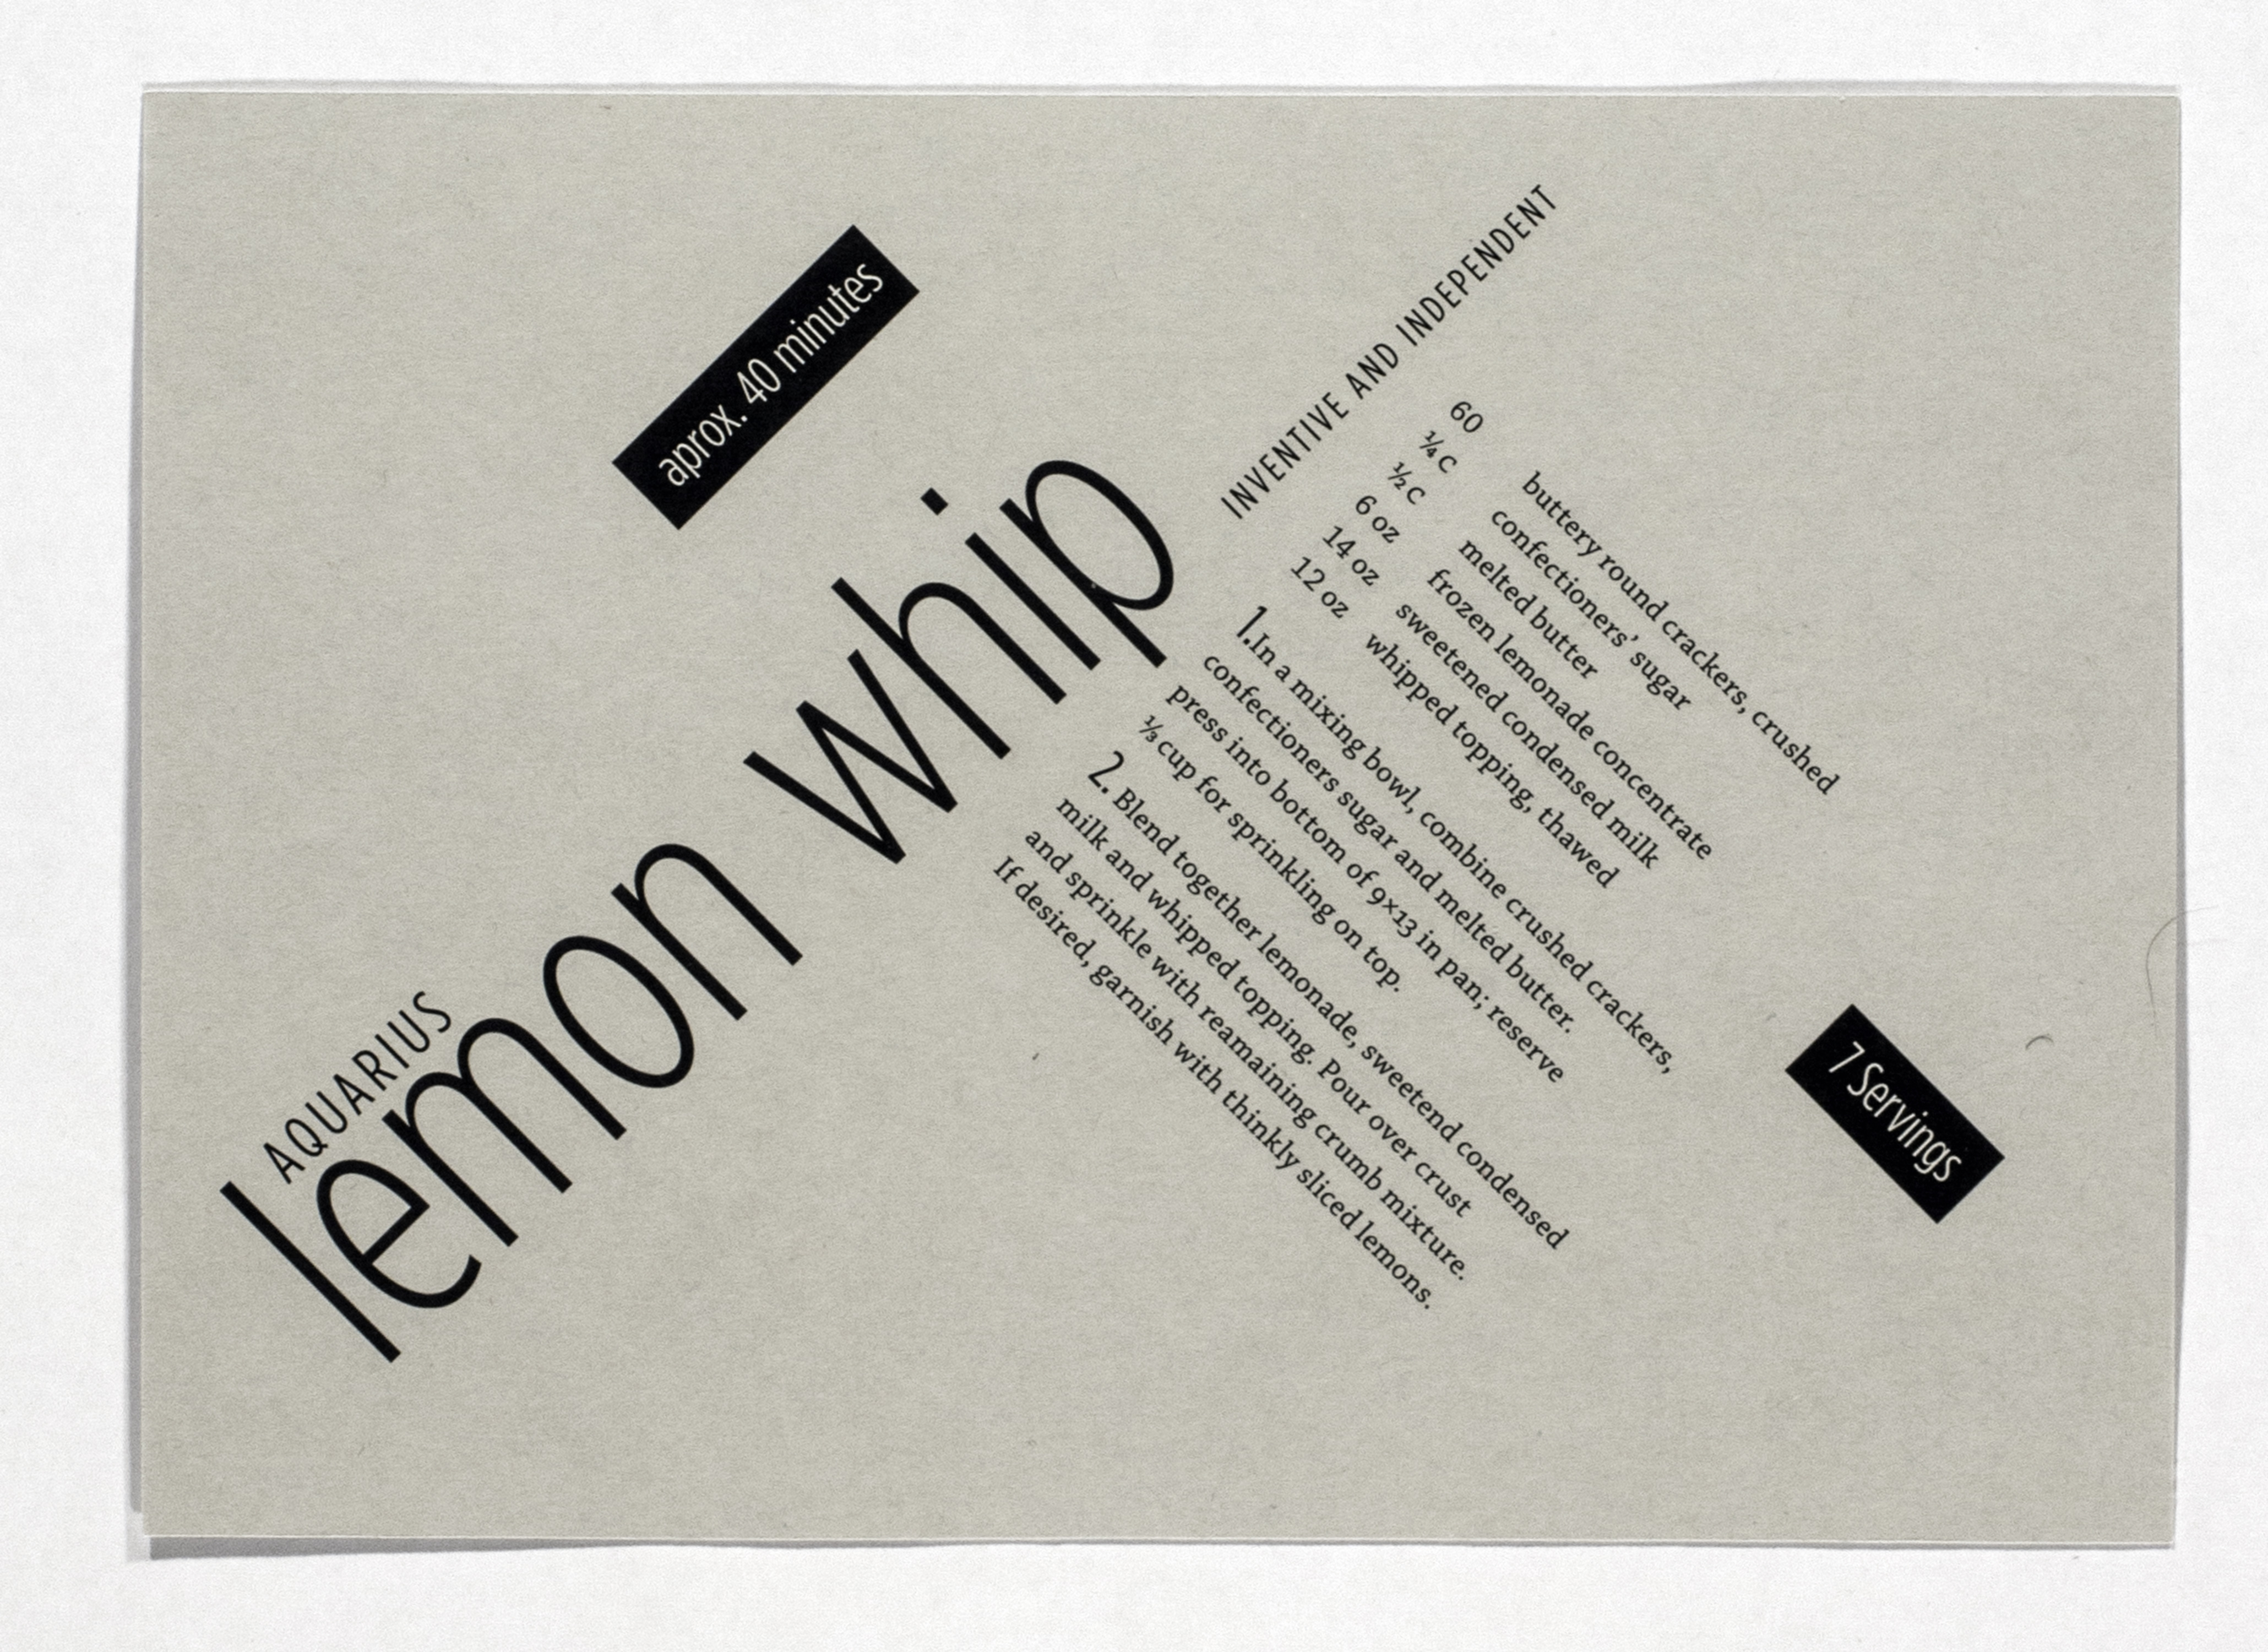 AQUARIUS
lemon whip
aprox. 40 minutes
INVENTIVE AND INDEPENDENT
60 buttery round crackers, crushed
¼ c confectioners’ sugar
½ c melted butter
6 oz frozen lemonade concentrate
14 oz sweetened condensed milk
12 oz whipped topping, thawed
1.In a mixing bowl, combine crushed crackers,
confectioners sugar and melted butter.
press into bottom of 9×13 in pan; reserve
⅓ cup for sprinkling on top.
2. Blend together lemonade, sweetend condensed
milk and whipped topping. Pour over crust
and sprinkle with reamaining crumb mixture.
If desired, garnish with thinkly sliced lemons.
7 Servings